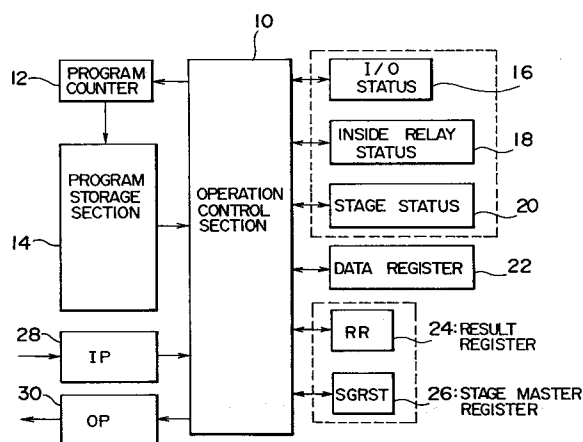 10
12
PROGRAM
COUNTER
14
PROGRAM
STORAGE
SECTION
28
IP
30
OP
OPERATION
CONTROL
SECTION
I/O
STATUS
16
INSIDE RELAY
STATUS
18
STAGE STATUS
20
DATA REGISTER
22
RR
24:RESULT
REGISTER
SGRST
26:STAGE MASTER
REGISTER